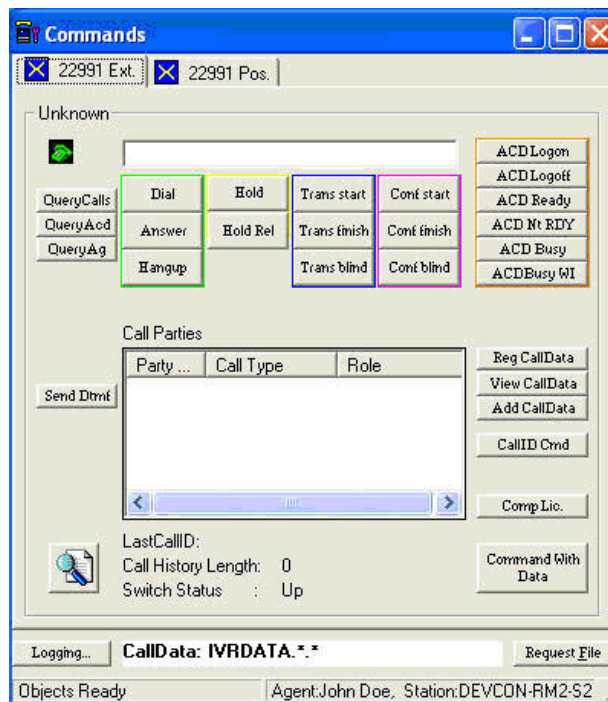 Commands
22991 Ext. 22991 Pos.
Unknown
QueryCalls
QueryAcd
QueryAg
Dial
Answer
Hangup
Hold
Hold Rel
Trans start
Trans finish
Trans blind
Conf start
Conf finish
Conf blind
ACD Logon
ACD Logoff
ACD Ready
ACD Nt RDY
ACD Busy
ACDBusy WI
Call Parties
Party ... Call Type Role
Send Dtmf
Reg CallData
View CallData
Add CallData
CallID Cmd
Comp Lic.
LastCallID:
Call History Length: 0
Switch Status : Up
Command With
Data
Logging... CallData: IVRDATA.*.* Request File
Objects Ready Agent:John Doe, Station:DEVCON-RM2-S2